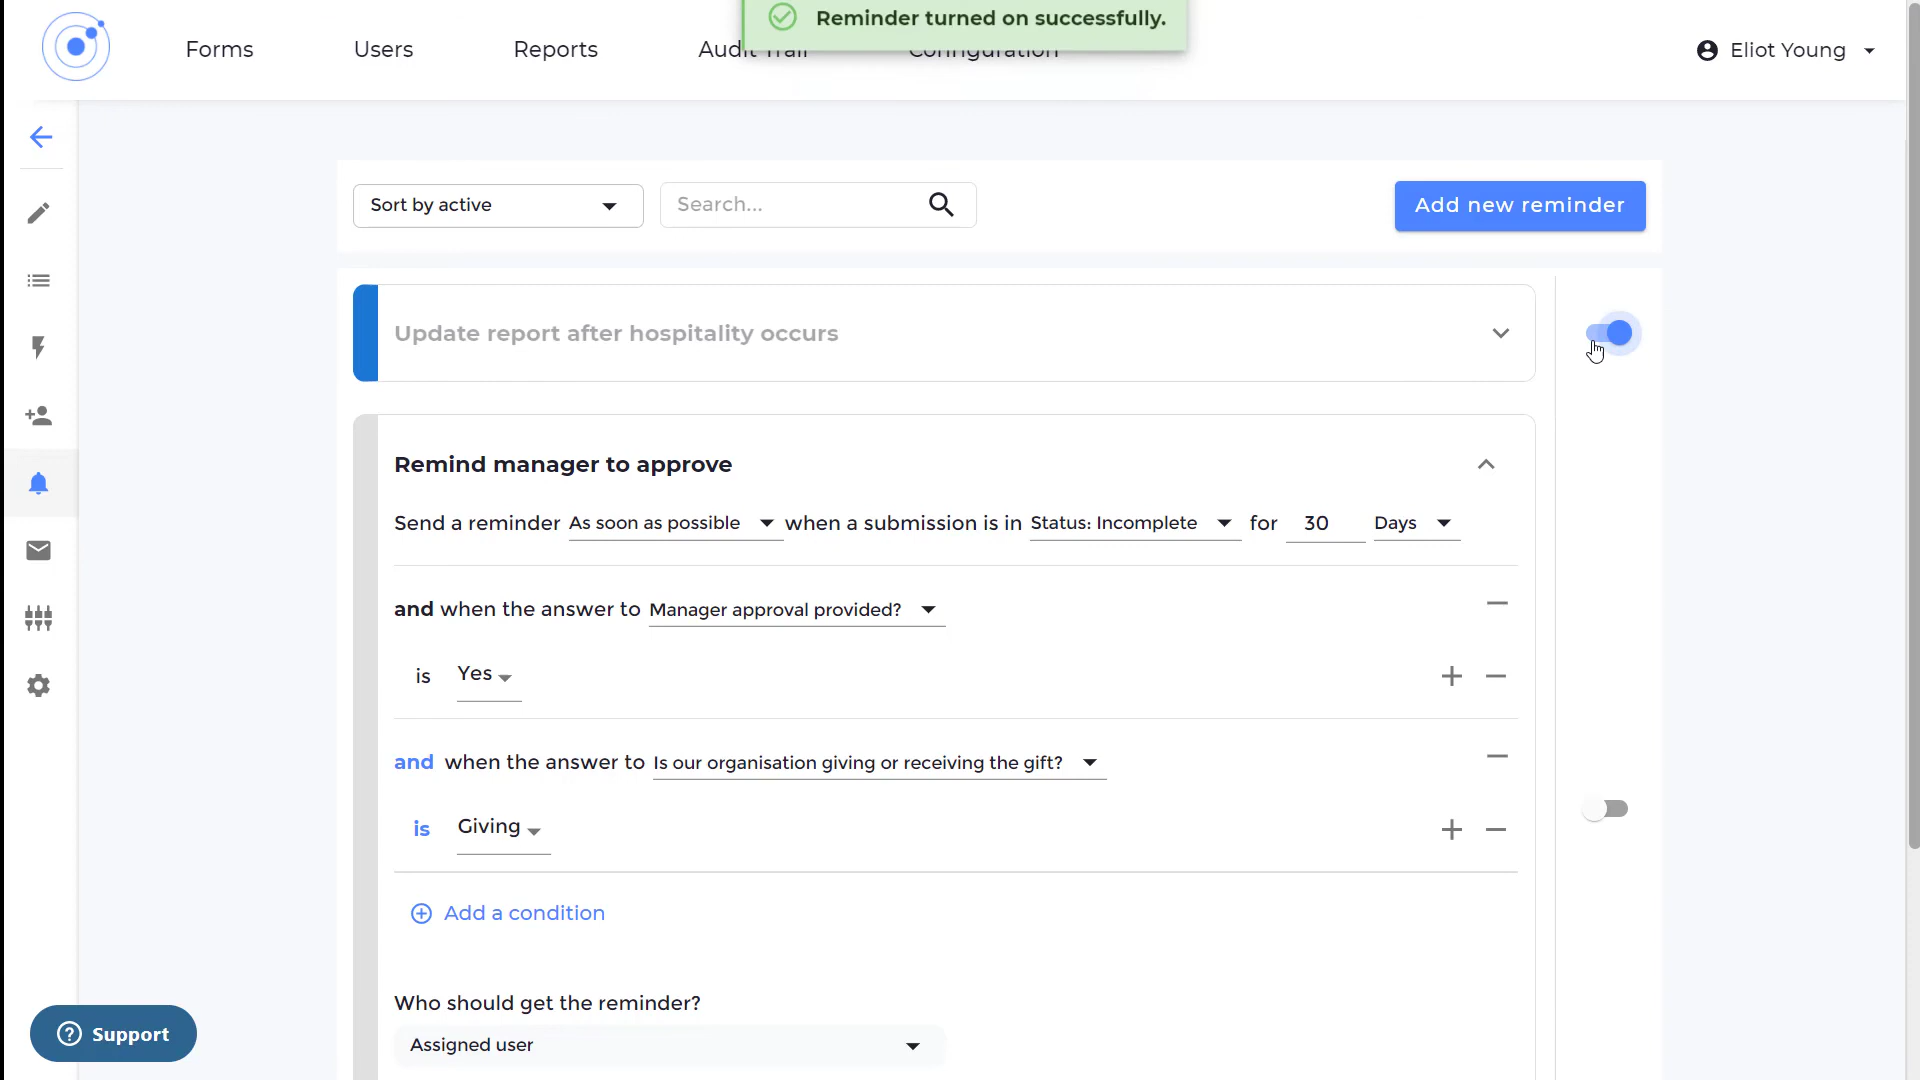 Reminder turned on successfully.
Forms
Users
Reports
Audit Trail
Configuration
Eliot Young
Sort by active
Search...
Add new reminder
Update report after hospitality occurs
Remind manager to approve
Send a reminder As soon as possible when a submission is in Status: Incomplete for 30 Days
and when the answer to Manager approval provided?
is Yes
and when the answer to Is our organisation giving or receiving the gift?
is Giving
Add a condition
Who should get the reminder?
Assigned user
Support